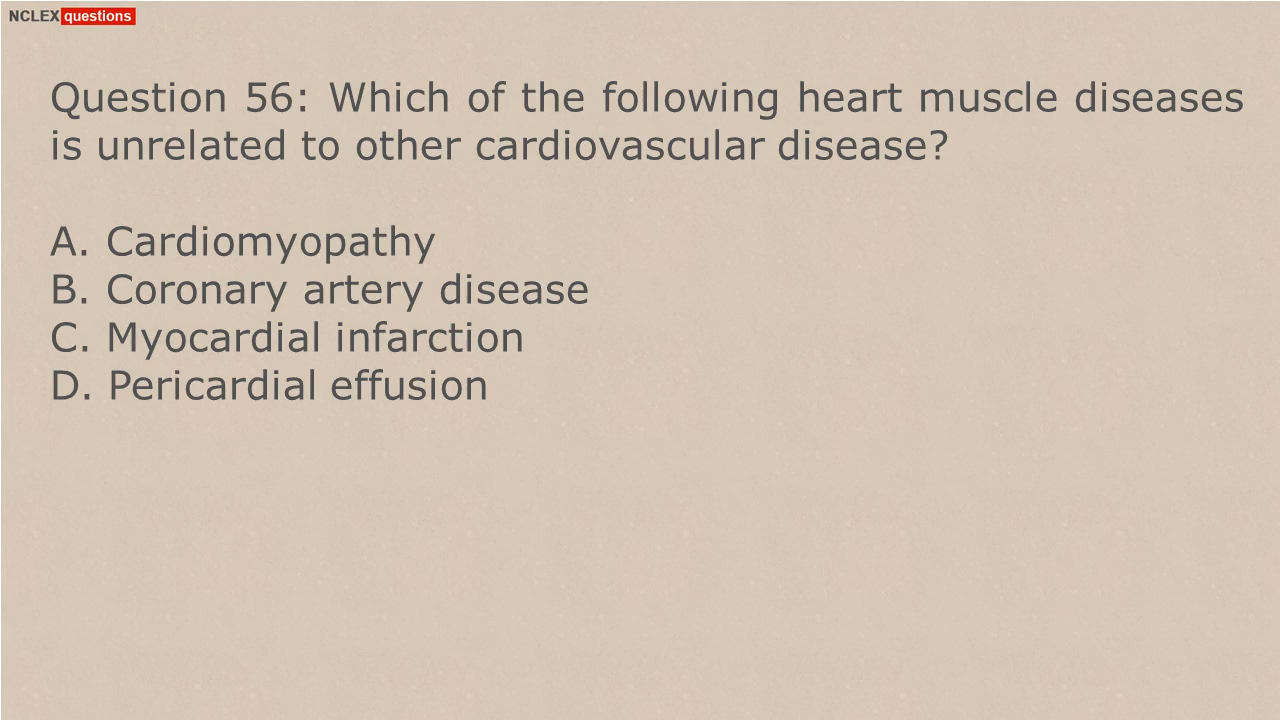 NCLEX questions
Question 56: Which of the following heart muscle diseases
is unrelated to other cardiovascular disease?
A. Cardiomyopathy
B. Coronary artery disease
C. Myocardial infarction
D. Pericardial effusion